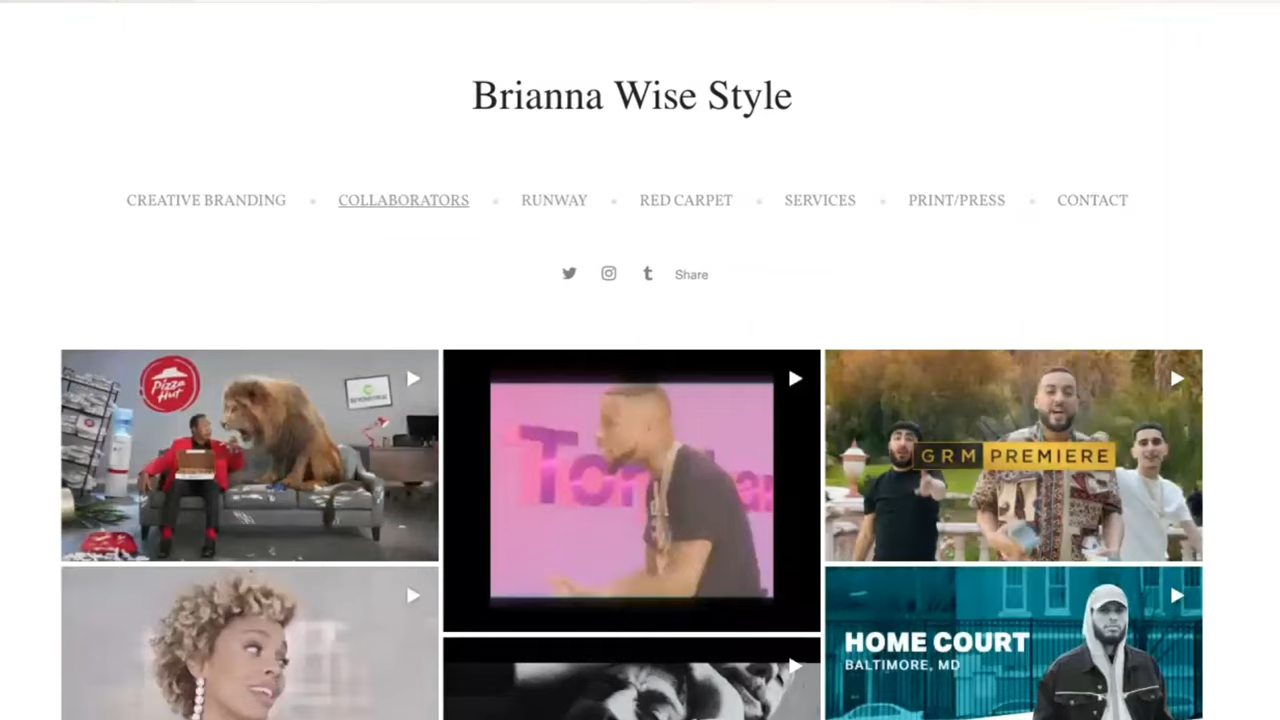 Brianna Wise Style
CREATIVE BRANDING
COLLABORATORS
RUNWAY
RED CARPET
SERVICES
PRINT/PRESS
CONTACT
Share
Pizza
Hut
GRM PREMIERE
HOME COURT
BALTIMORE, MD